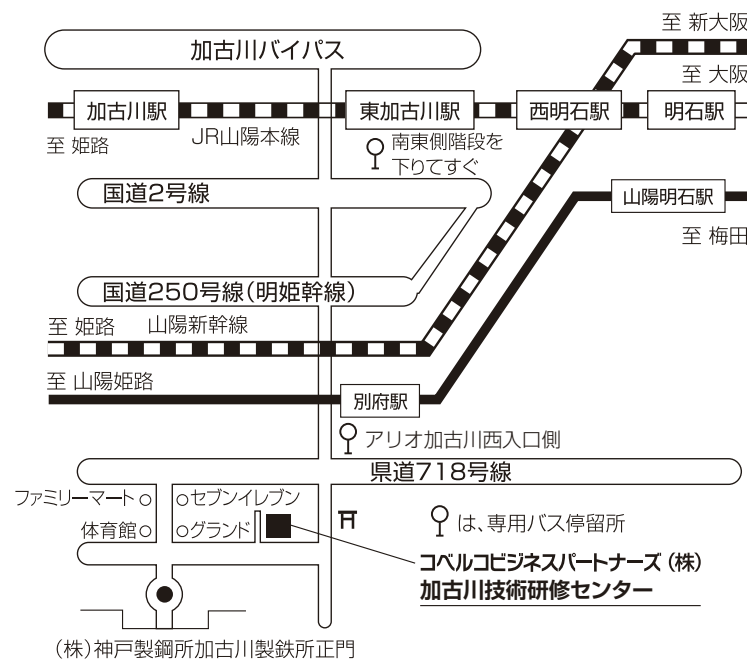 至 新大阪
加古川バイパス
至 大阪
加古川駅
東加古川駅
西明石駅
明石駅
至 姫路
JR山陽本線
南東側階段を
下りてすぐ
国道2号線
山陽明石駅
至 梅田
国道250号線(明姫幹線)
至 姫路
山陽新幹線
至 山陽姫路
別府駅
アリオ加古川西入口側
県道718号線
ファミリーマート
セブンイレブン
体育館
グランド
は、専用バス停留所
コベルコビジネスパートナーズ(株)
加古川技術研修センター
(株)神戸製鋼所加古川製鉄所正門